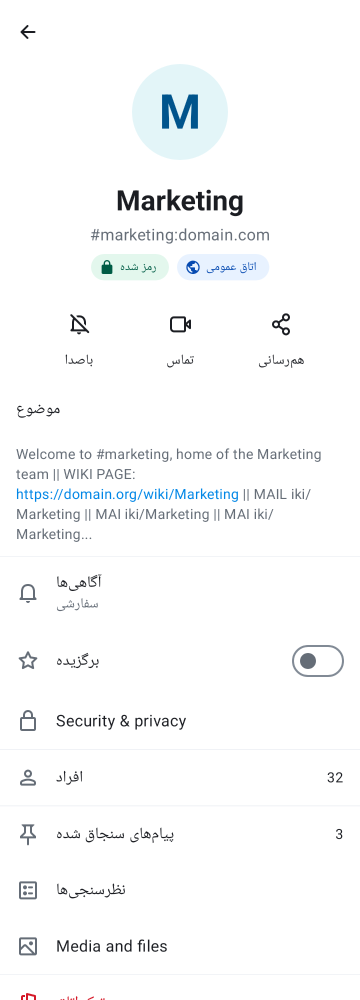 M
Marketing
#marketing:domain.com
رمز شده
اتاق عمومی
باصدا
تماس
هم‌رسانی
موضوع
Welcome to #marketing, home of the Marketing
team || WIKI PAGE:
https://domain.org/wiki/Marketing || MAIL iki/
Marketing || MAI iki/Marketing || MAI iki/
Marketing...
آگاهی‌ها
سفارشی
برگزیده
Security & privacy
افراد
32
پیام‌های سنجاق شده
3
نظرسنجی‌ها
Media and files